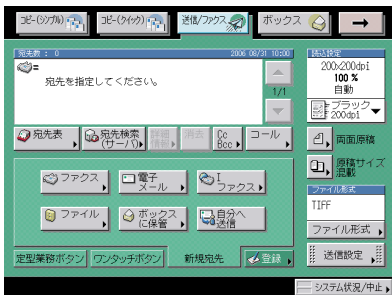 コピー(シンプル)
コピー(クイック)
送信/ファクス
ボックス
宛先数 : 0
2006 08/31 10:00
宛先を指定してください。
1/1
宛先表
宛先検索
(サーバ)
詳細
情報
消去
Cc
Bcc
コール
ファクス
電子
メール
I
ファクス
ファイル
ボックス
に保管
自分へ
送信
定型業務ボタン
ワンタッチボタン
新規宛先
登録
読込設定
200x200dpi
100 %
自動
ブラック
200dpi
両面原稿
原稿サイズ
混載
ファイル形式
TIFF
ファイル形式
送信設定
システム状況/中止